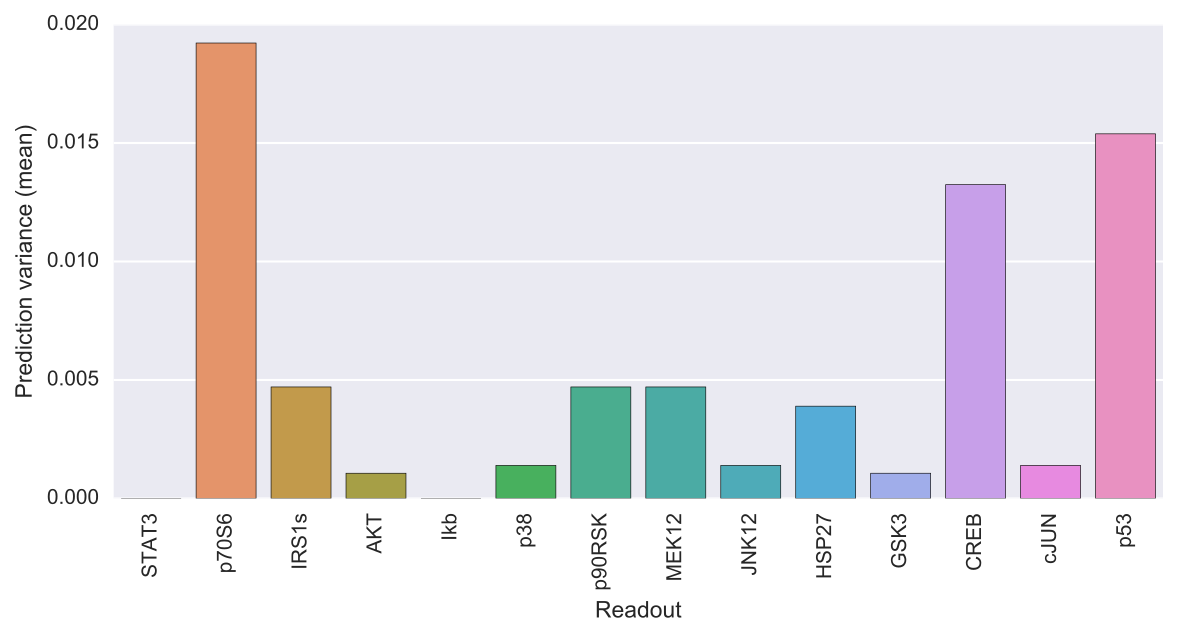 0.020
0.015
0.010
0.005
0.000
Prediction variance (mean)
STAT3
p70S6
IRS1s
AKT
Ikb
p38
p90RSK
MEK12
JNK12
HSP27
GSK3
CREB
cJUN
p53
Readout